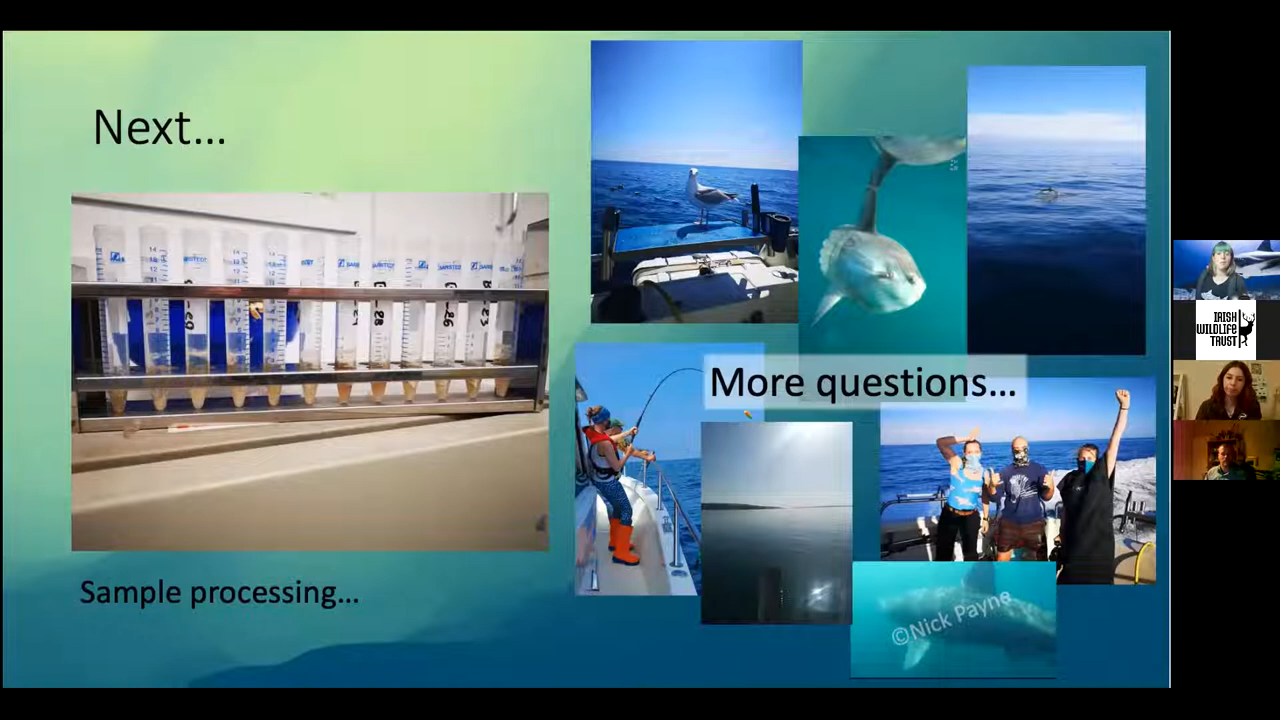 Next...
Sample processing...
More questions...
©Nick Payne
IRISH
WILDLIFE
TRUST